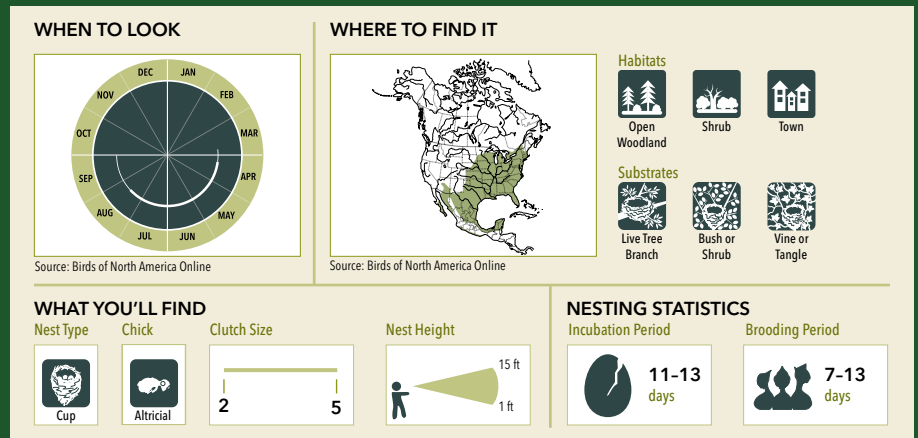 WHEN TO LOOK
DEC
JAN
NOV
FEB
OCT
MAR
SEP
APR
AUG
MAY
JUL
JUN
Source: Birds of North America Online
WHERE TO FIND IT
Source: Birds of North America Online
Habitats
Open
Woodland
Shrub
Town
Substrates
Live Tree
Branch
Bush or
Shrub
Vine or
Tangle
WHAT YOU'LL FIND
Nest Type
Cup
Chick
Altricial
Clutch Size
2
5
Nest Height
15 ft
1 ft
NESTING STATISTICS
Incubation Period
11–13
days
Brooding Period
7–13
days